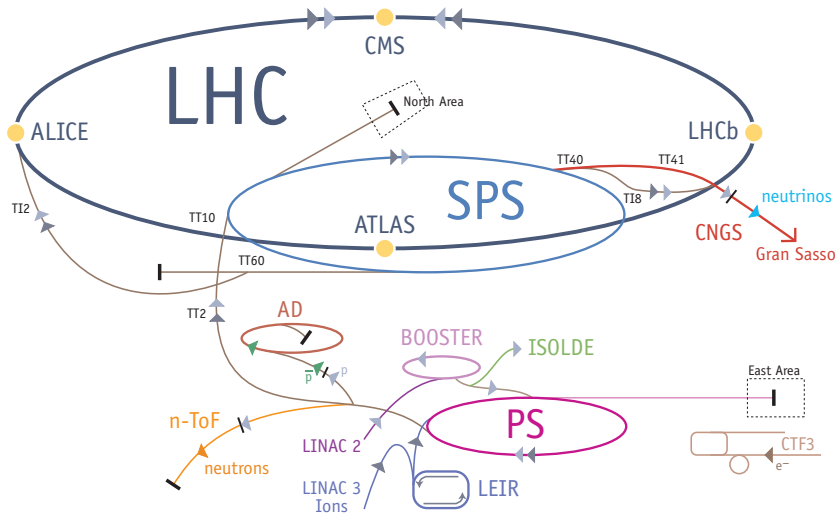 CMS
LHC
North Area
ALICE
LHCb
TT40
TT41
TI8
neutrinos
SPS
TI2
TT10
ATLAS
CNGS
Gran Sasso
TT60
TT2
AD
BOOSTER
ISOLDE
p
p
East Area
n-ToF
PS
LINAC 2
neutrons
CTF3
e−
LINAC 3
Ions
LEIR